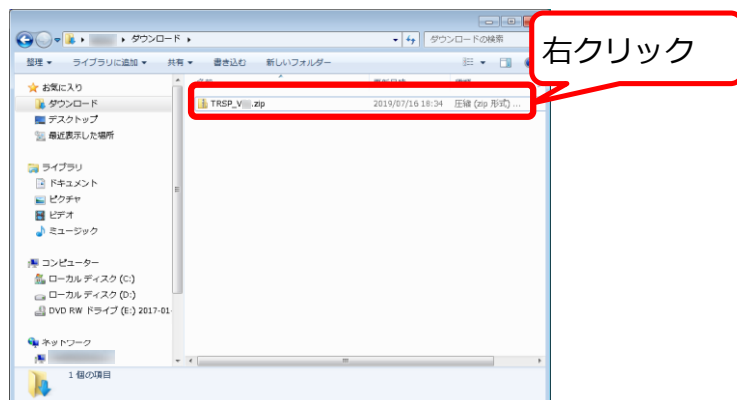 ダウンロード
ダウンロードの検索
整理 ライブラリに追加 共有 書き込む 新しいフォルダー
右クリック
お気に入り
ダウンロード
デスクトップ
最近表示した場所
TRSP_V .zip 2019/07/16 18:34 圧縮 (zip 形式) ...
ライブラリ
ドキュメント
ピクチャ
ビデオ
ミュージック
コンピューター
ローカル ディスク (C:)
ローカル ディスク (D:)
DVD RW ドライブ (E:) 2017-01
ネットワーク
1 個の項目